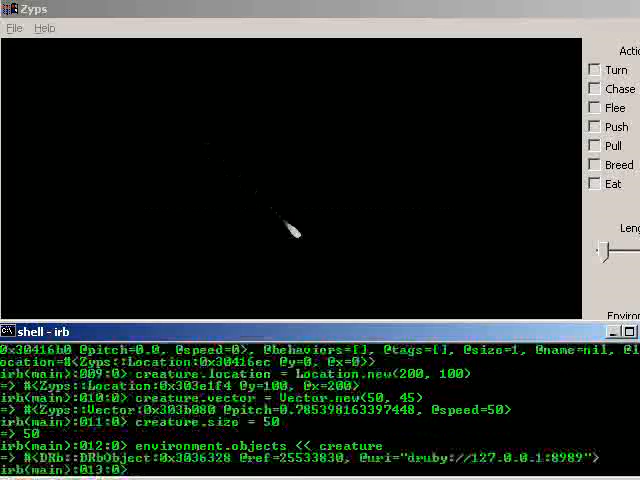 Zyps
File Help
Actio
Turn
Chase
Flee
Push
Pull
Breed
Eat
Leng
Environ
shell - irb
0x30416b0 @pitch=0.0, @speed=0>, @behaviors=[], @tags=[], @size=1, @name=nil, @l
ocation=#<Zyps::Location:0x30416ec @y=0, @x=0>>
irb(main):009:0> creature.location = Location.new(200, 100)
=> #<Zyps::Location:0x303e1f4 @y=100, @x=200>
irb(main):010:0> creature.vector = Vector.new(50, 45)
=> #<Zyps::Vector:0x303b080 @pitch=0.785398163397448, @speed=50>
irb(main):011:0> creature.size = 50
=> 50
irb(main):012:0> environment.objects << creature
=> #<DRb::DRbObject:0x3036328 @ref=25533830, @uri="druby://127.0.0.1:8989">
irb(main):013:0>